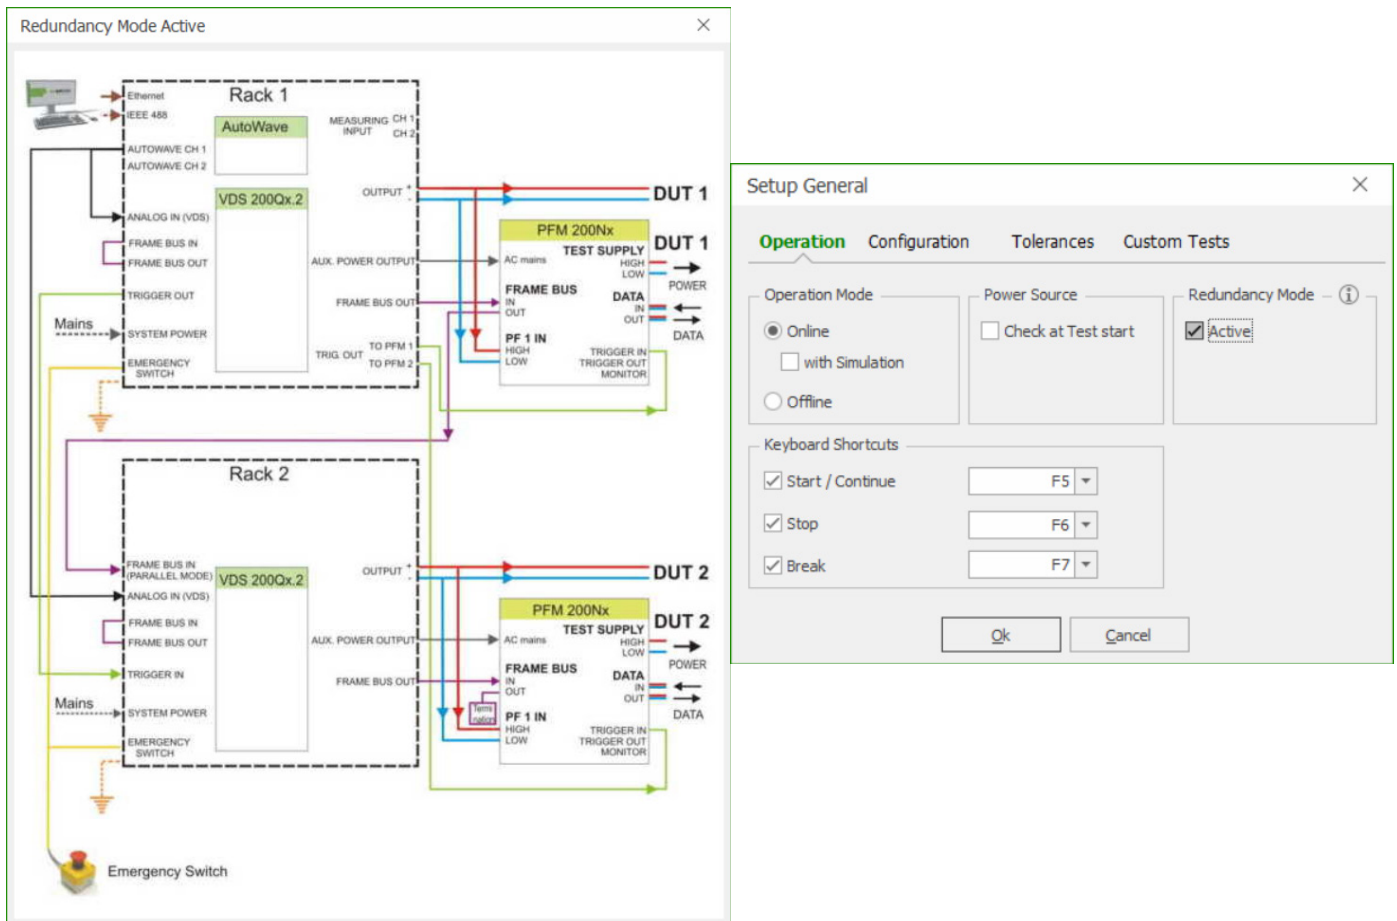 Redundancy Mode Active
Rack 1
Ethernet
IEEE 488
AutoWave
MEASURING CH 1
INPUT CH 2
AUTOWAVE CH 1
AUTOWAVE CH 2
VDS 200Qx.2
OUTPUT +
-
DUT 1
ANALOG IN (VDS)
FRAME BUS IN
FRAME BUS OUT
AUX. POWER OUTPUT
PFM 200Nx
TEST SUPPLY
AC mains
HIGH
LOW
DUT 1
POWER
TRIGGER OUT
FRAME BUS OUT
FRAME BUS
IN
OUT
DATA
IN
OUT
DATA
Mains
SYSTEM POWER
EMERGENCY
SWITCH
TRIG. OUT
TO PFM 1
TO PFM 2
PF 1 IN
HIGH
LOW
TRIGGER IN
TRIGGER OUT
MONITOR
Rack 2
FRAME BUS IN
(PARALLEL MODE)
ANALOG IN (VDS)
VDS 200Qx.2
OUTPUT +
-
DUT 2
FRAME BUS IN
FRAME BUS OUT
AUX. POWER OUTPUT
PFM 200Nx
TEST SUPPLY
AC mains
HIGH
LOW
DUT 2
POWER
TRIGGER IN
FRAME BUS OUT
FRAME BUS
IN
OUT
Termi
nation
DATA
IN
OUT
DATA
Mains
SYSTEM POWER
EMERGENCY
SWITCH
PF 1 IN
HIGH
LOW
TRIGGER IN
TRIGGER OUT
MONITOR
Emergency Switch
Setup General
Operation Configuration Tolerances Custom Tests
Operation Mode
Online
with Simulation
Offline
Power Source
Check at Test start
Redundancy Mode
Active
Keyboard Shortcuts
Start / Continue F5
Stop F6
Break F7
Ok Cancel